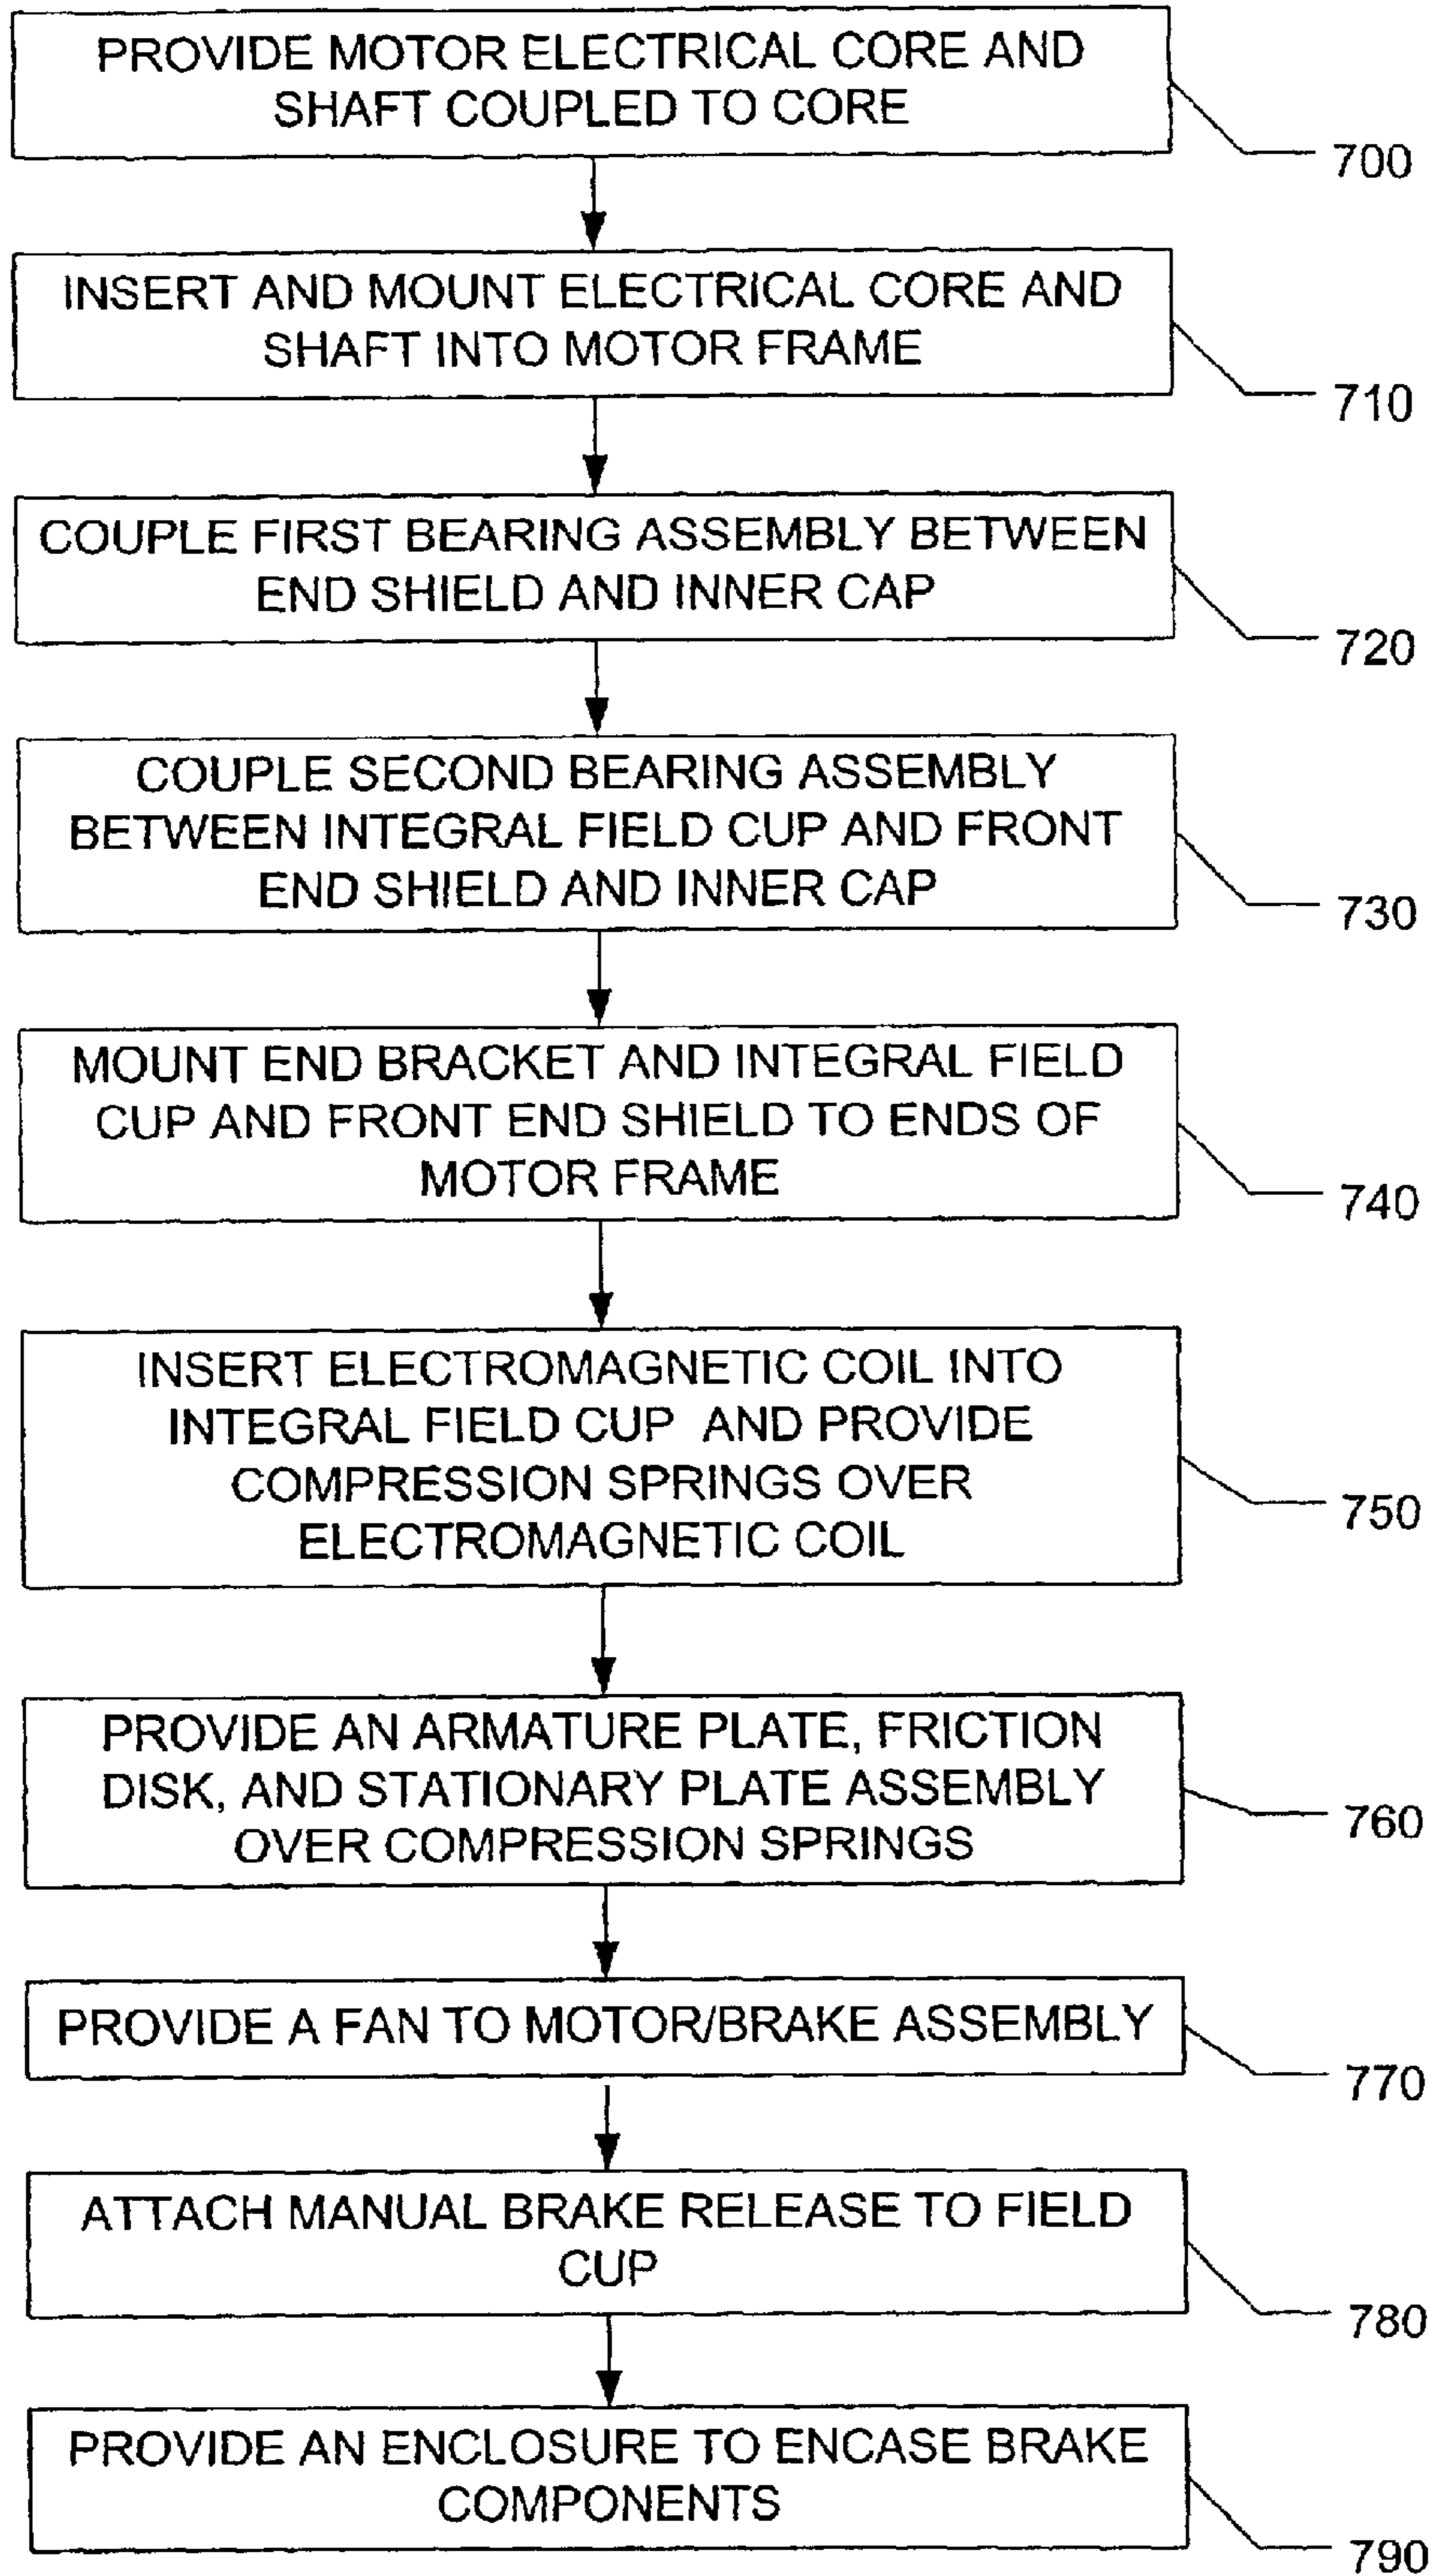 PROVIDE MOTOR ELECTRICAL CORE AND
SHAFT COUPLED TO CORE
700
INSERT AND MOUNT ELECTRICAL CORE AND
SHAFT INTO MOTOR FRAME
710
COUPLE FIRST BEARING ASSEMBLY BETWEEN
END SHIELD AND INNER CAP
720
COUPLE SECOND BEARING ASSEMBLY
BETWEEN INTEGRAL FIELD CUP AND FRONT
END SHIELD AND INNER CAP
730
MOUNT END BRACKET AND INTEGRAL FIELD
CUP AND FRONT END SHIELD TO ENDS OF
MOTOR FRAME
740
INSERT ELECTROMAGNETIC COIL INTO
INTEGRAL FIELD CUP AND PROVIDE
COMPRESSION SPRINGS OVER
ELECTROMAGNETIC COIL
750
PROVIDE AN ARMATURE PLATE, FRICTION
DISK, AND STATIONARY PLATE ASSEMBLY
OVER COMPRESSION SPRINGS
760
PROVIDE A FAN TO MOTOR/BRAKE ASSEMBLY
770
ATTACH MANUAL BRAKE RELEASE TO FIELD
CUP
780
PROVIDE AN ENCLOSURE TO ENCASE BRAKE
COMPONENTS
790